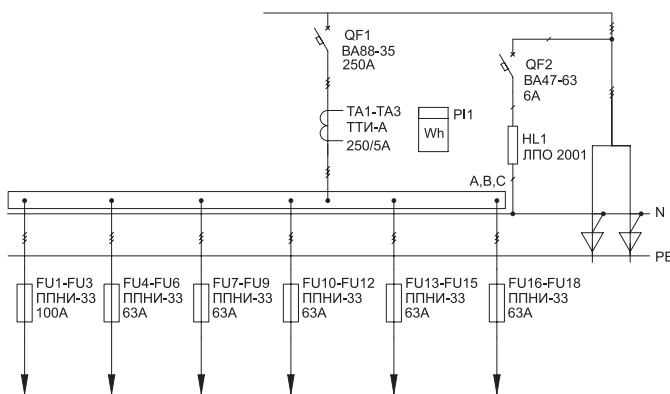 QF1
ВА88-35
250А
QF2
ВА47-63
6А
TA1-TA3
ТТИ-А
250/5А
PI1
Wh
HL1
ЛПО 2001
A,B,C
N
PE
FU1-FU3
ППНИ-33
100А
FU4-FU6
ППНИ-33
63А
FU7-FU9
ППНИ-33
63А
FU10-FU12
ППНИ-33
63А
FU13-FU15
ППНИ-33
63А
FU16-FU18
ППНИ-33
63А